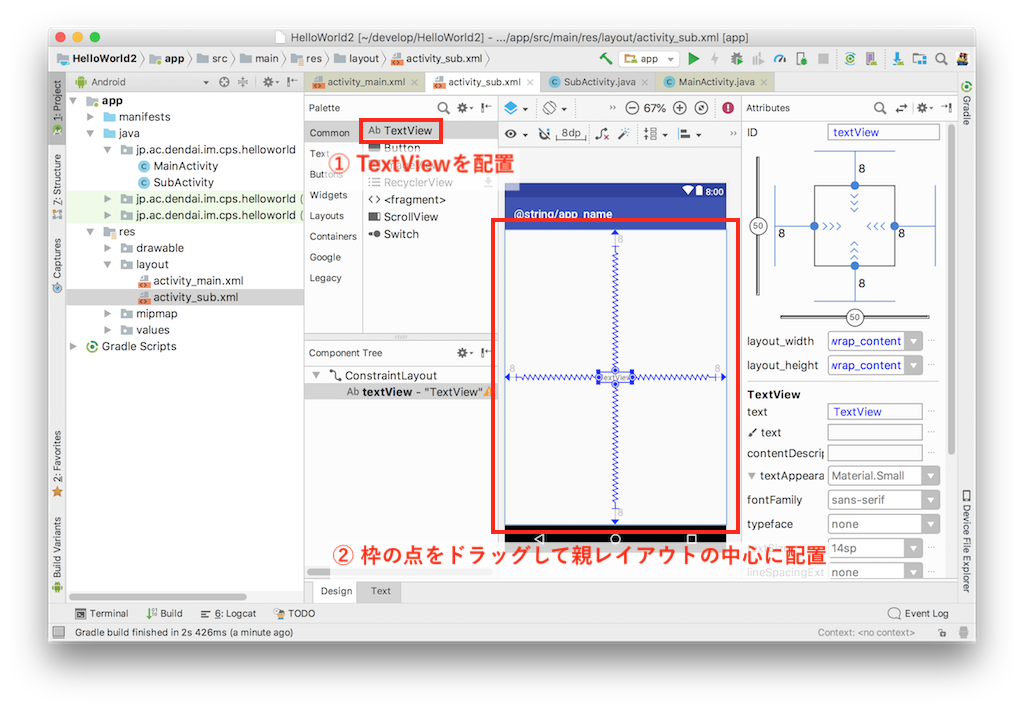 HelloWorld2 [~/develop/HelloWorld2] – .../app/src/main/res/layout/activity_sub.xml [app]
HelloWorld2 app src main res layout activity_sub.xml app
Android
activity_main.xml activity_sub.xml SubActivity.java MainActivity.java
1: Project
Z: Structure
Captures
2: Favorites
Build Variants
app
manifests
java
jp.ac.dendai.im.cps.helloworld
MainActivity
SubActivity
jp.ac.dendai.im.cps.helloworld (
jp.ac.dendai.im.cps.helloworld (
res
drawable
layout
activity_main.xml
activity_sub.xml
mipmap
values
Gradle Scripts
Palette
Common
Text
Widgets
Layouts
Containers
Google
Legacy
Ab TextView
Button
RecyclerView
<fragment>
ScrollView
Switch
① TextViewを配置
Component Tree
ConstraintLayout
Ab textView – "TextView"
67%
8dp
8:00
@string/app_name
8
8
TextView
8
8
② 枠の点をドラッグして親レイアウトの中心に配置
Design Text
Attributes
ID textView
8
50
8
8
8
50
layout_width wrap_content
layout_height wrap_content
TextView
text TextView
text
contentDescrip
textAppeara Material.Small
fontFamily sans-serif
typeface none
14sp
lineSpacingExt none
Gradle
Device File Explorer
Terminal Build 6: Logcat TODO Event Log
Gradle build finished in 2s 426ms (a minute ago) Context: <no context>